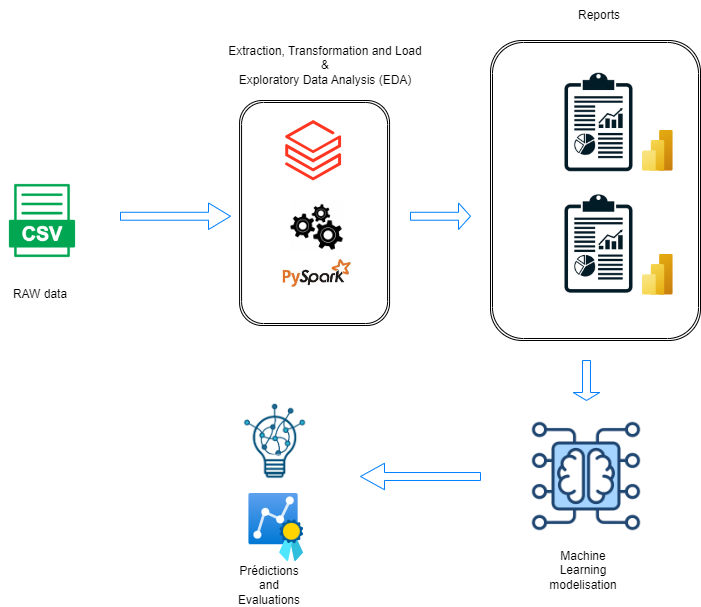 Reports
Extraction, Transformation and Load
&
Exploratory Data Analysis (EDA)
CSV
RAW data
PySpark
Machine
Learning
modelisation
Prédictions
and
Evaluations